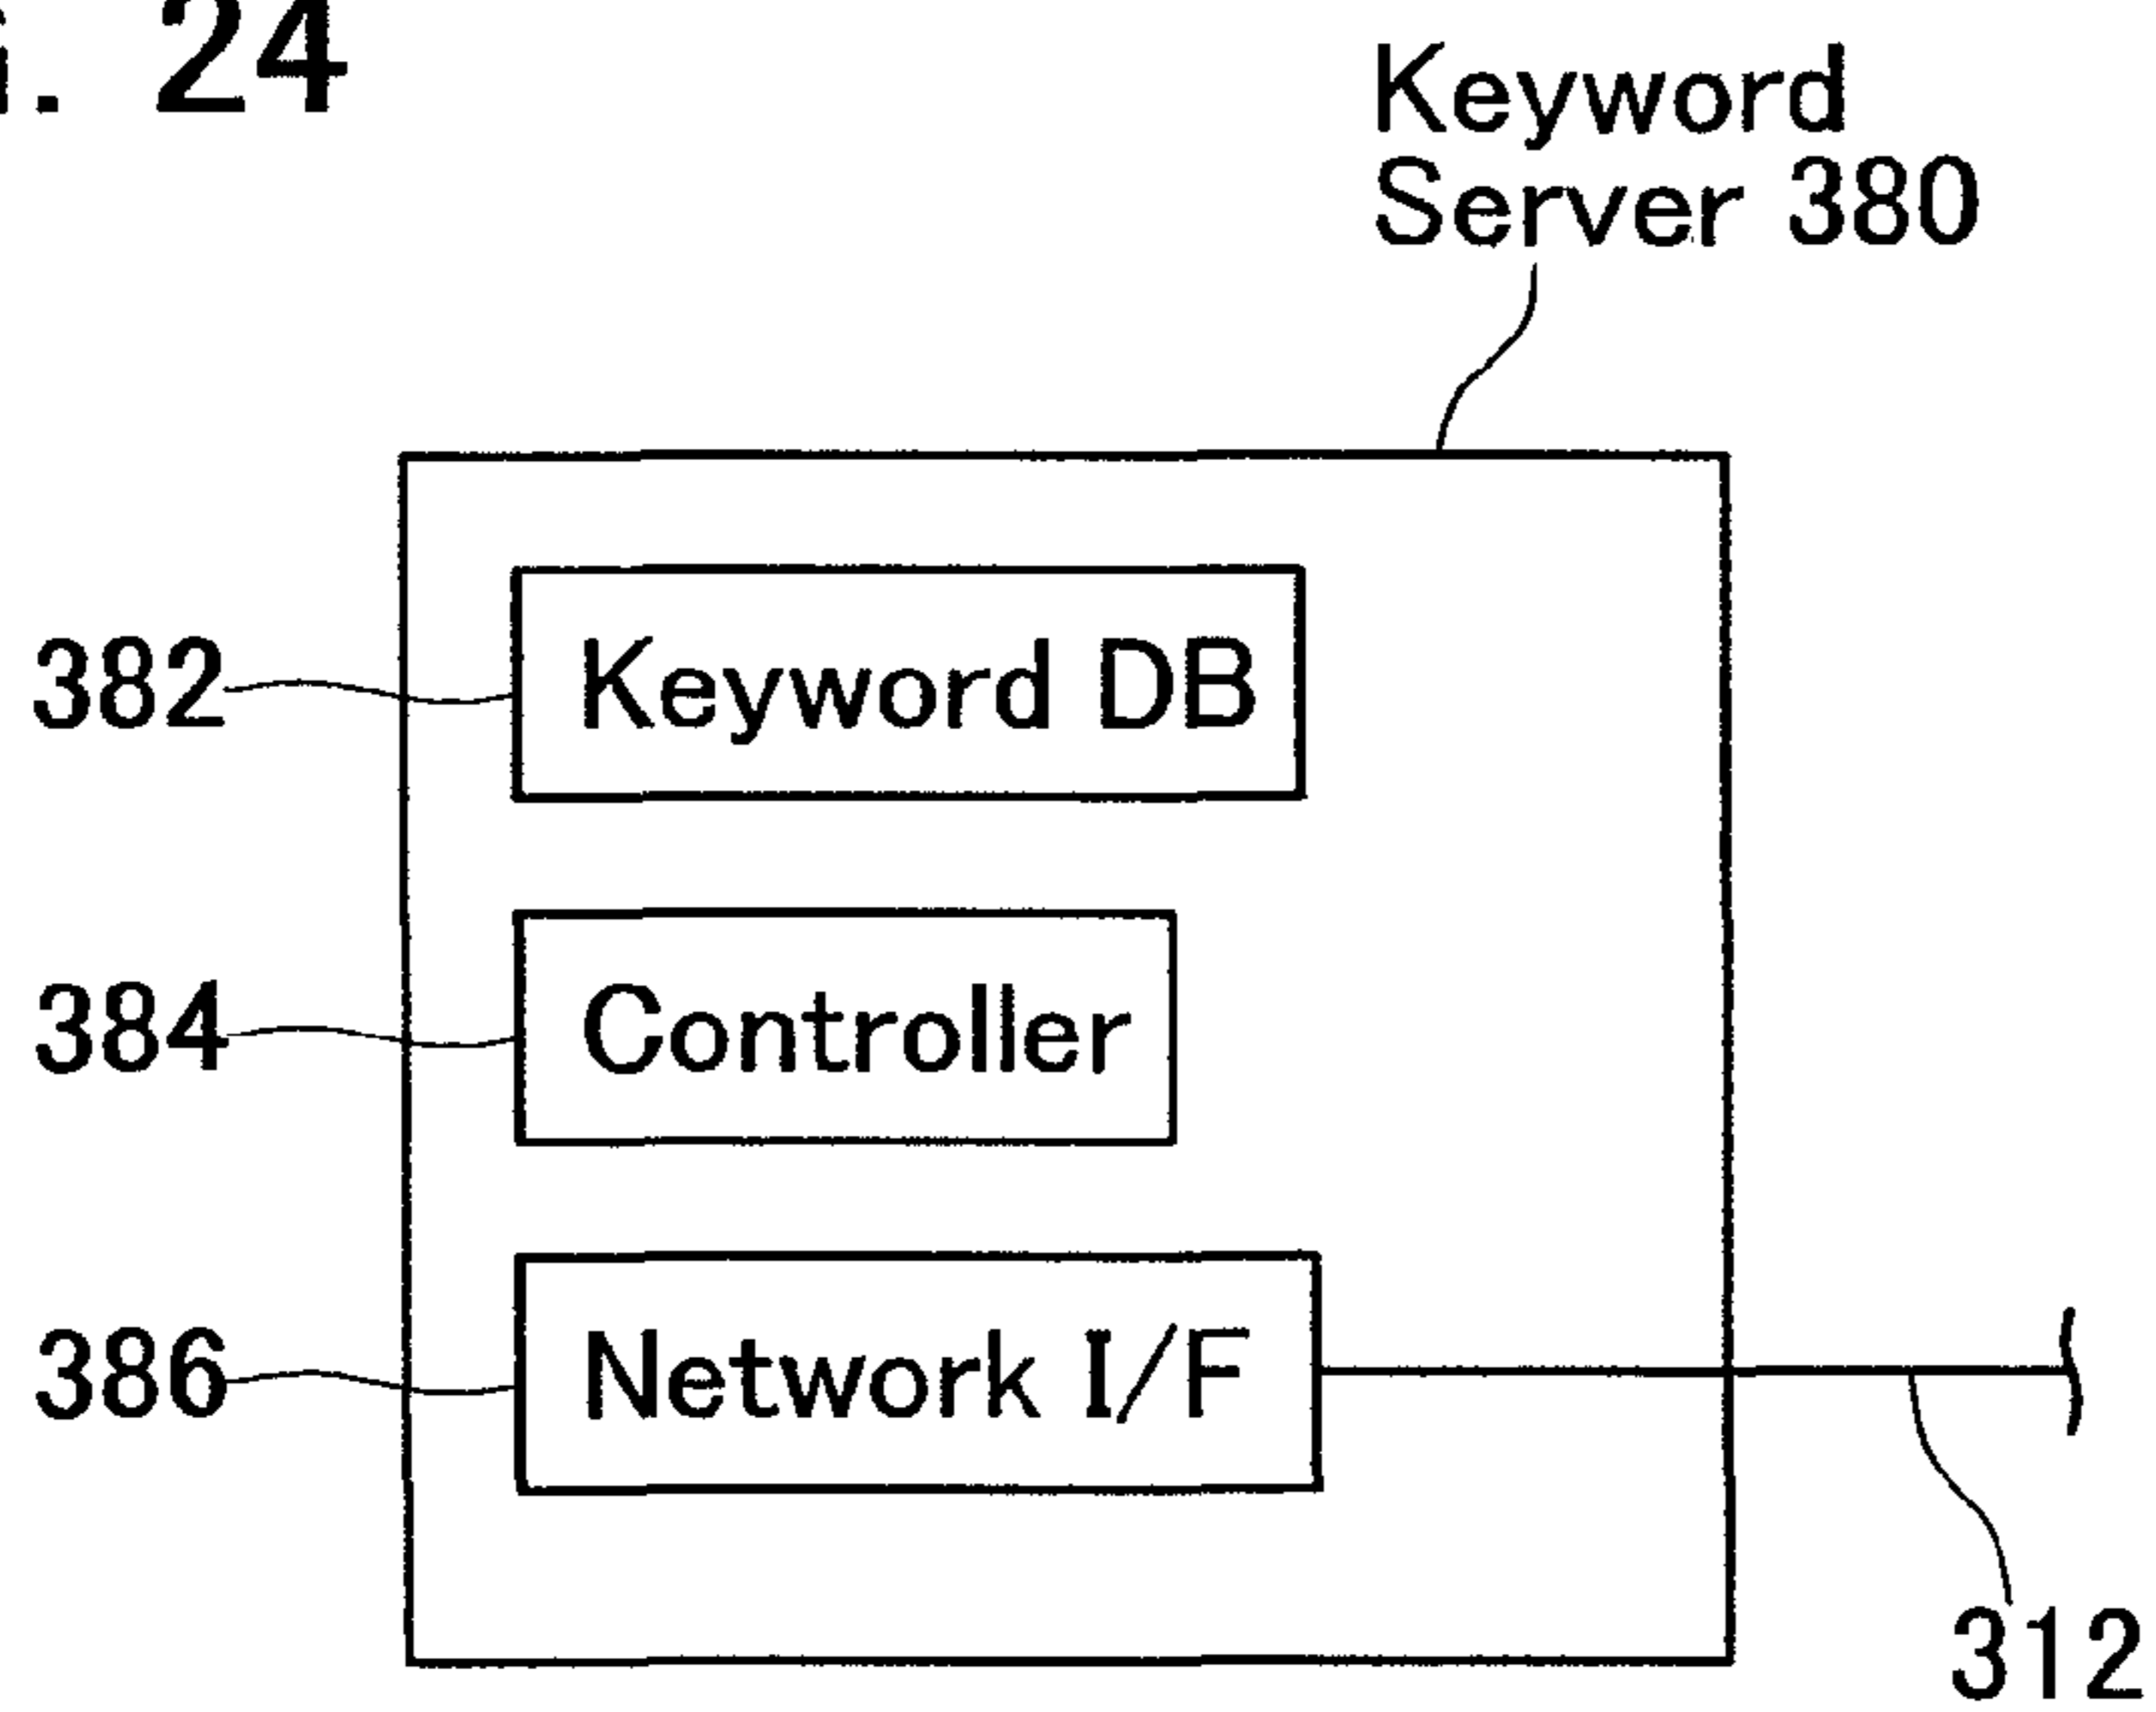 . 24
Keyword
Server 380
382
Keyword DB
384
Controller
386
Network I/F
312